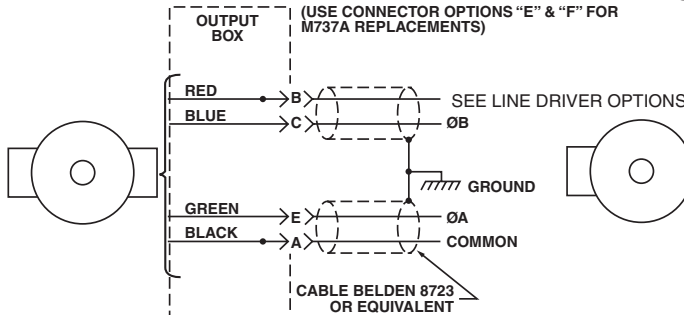 (USE CONNECTOR OPTIONS “E” & “F” FOR
M737A REPLACEMENTS)
OUTPUT
BOX
RED
B
SEE LINE DRIVER OPTIONS
BLUE
C
ØB
GROUND
GREEN
E
ØA
BLACK
A
COMMON
CABLE BELDEN 8723
OR EQUIVALENT